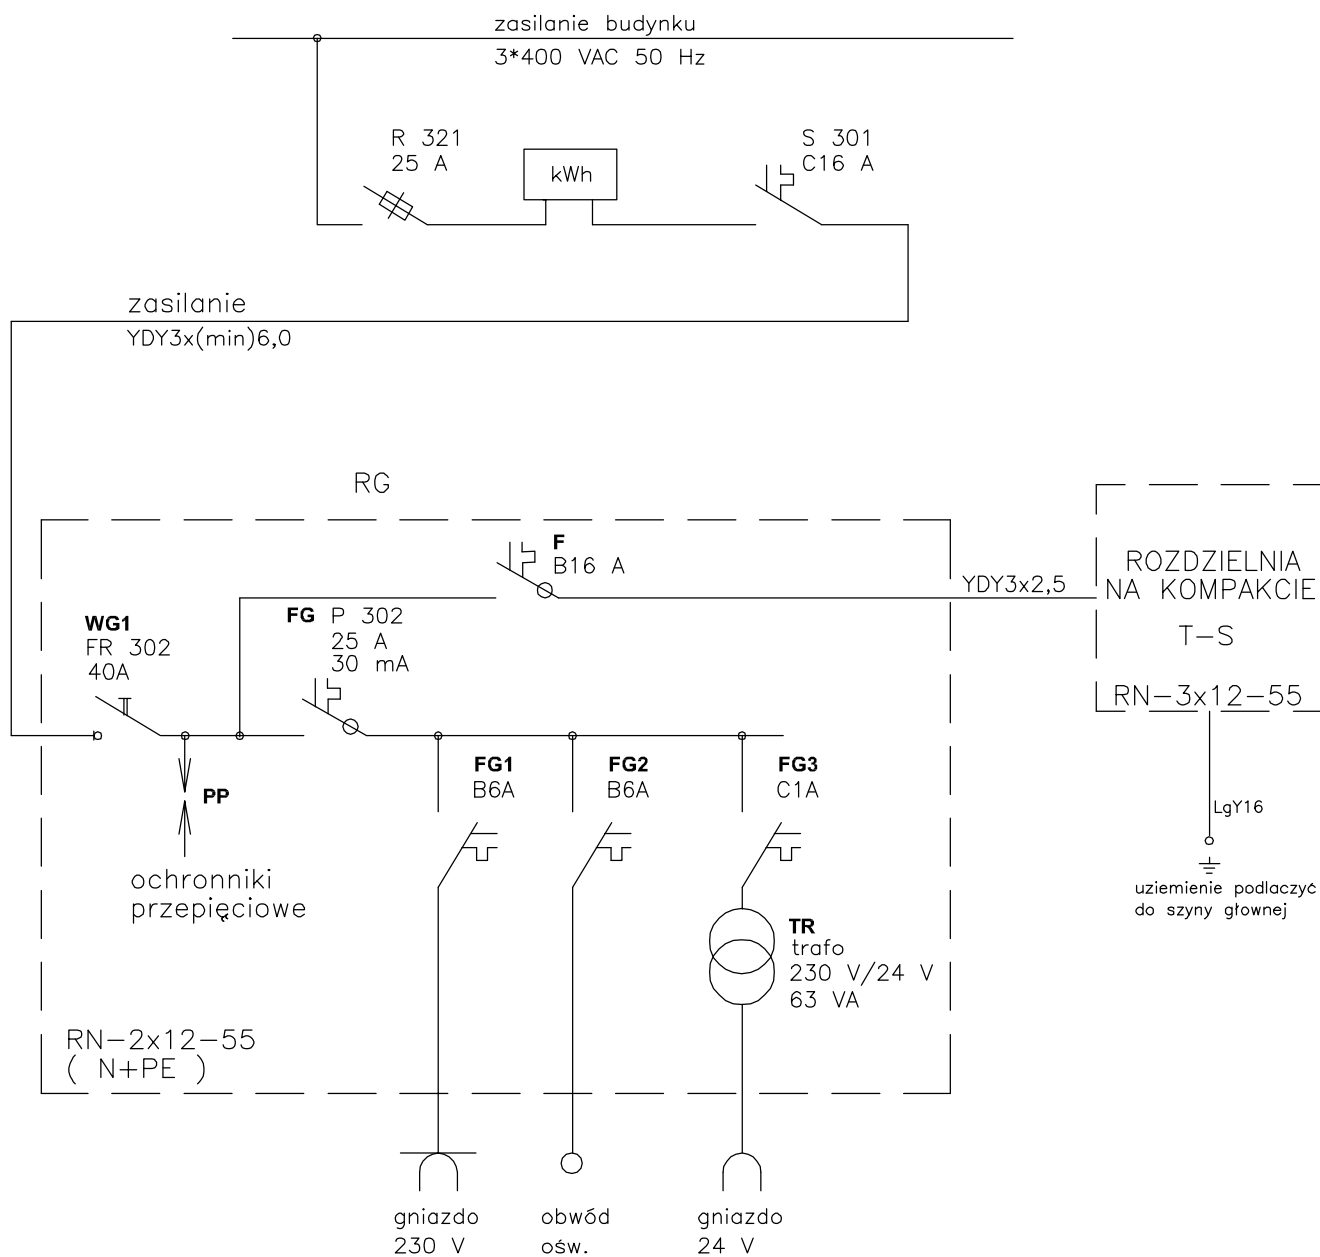 zasilanie budynku
3*400 VAC 50 Hz
R 321
25 A
kWh
S 301
C16 A
zasilanie
YDY3x(min)6,0
RG
F
B16 A
YDY3x2,5
ROZDZIELNIA
NA KOMPAKCIE
T-S
RN-3x12-55
WG1
FR 302
40A
FG P 302
25 A
30 mA
PP
ochronniki
przepięciowe
FG1
B6A
FG2
B6A
FG3
C1A
LgY16
uziemienie podlaczyć
do szyny głownej
TR
trafo
230 V/24 V
63 VA
RN-2x12-55
( N+PE )
gniazdo
230 V
obwód
ośw.
gniazdo
24 V